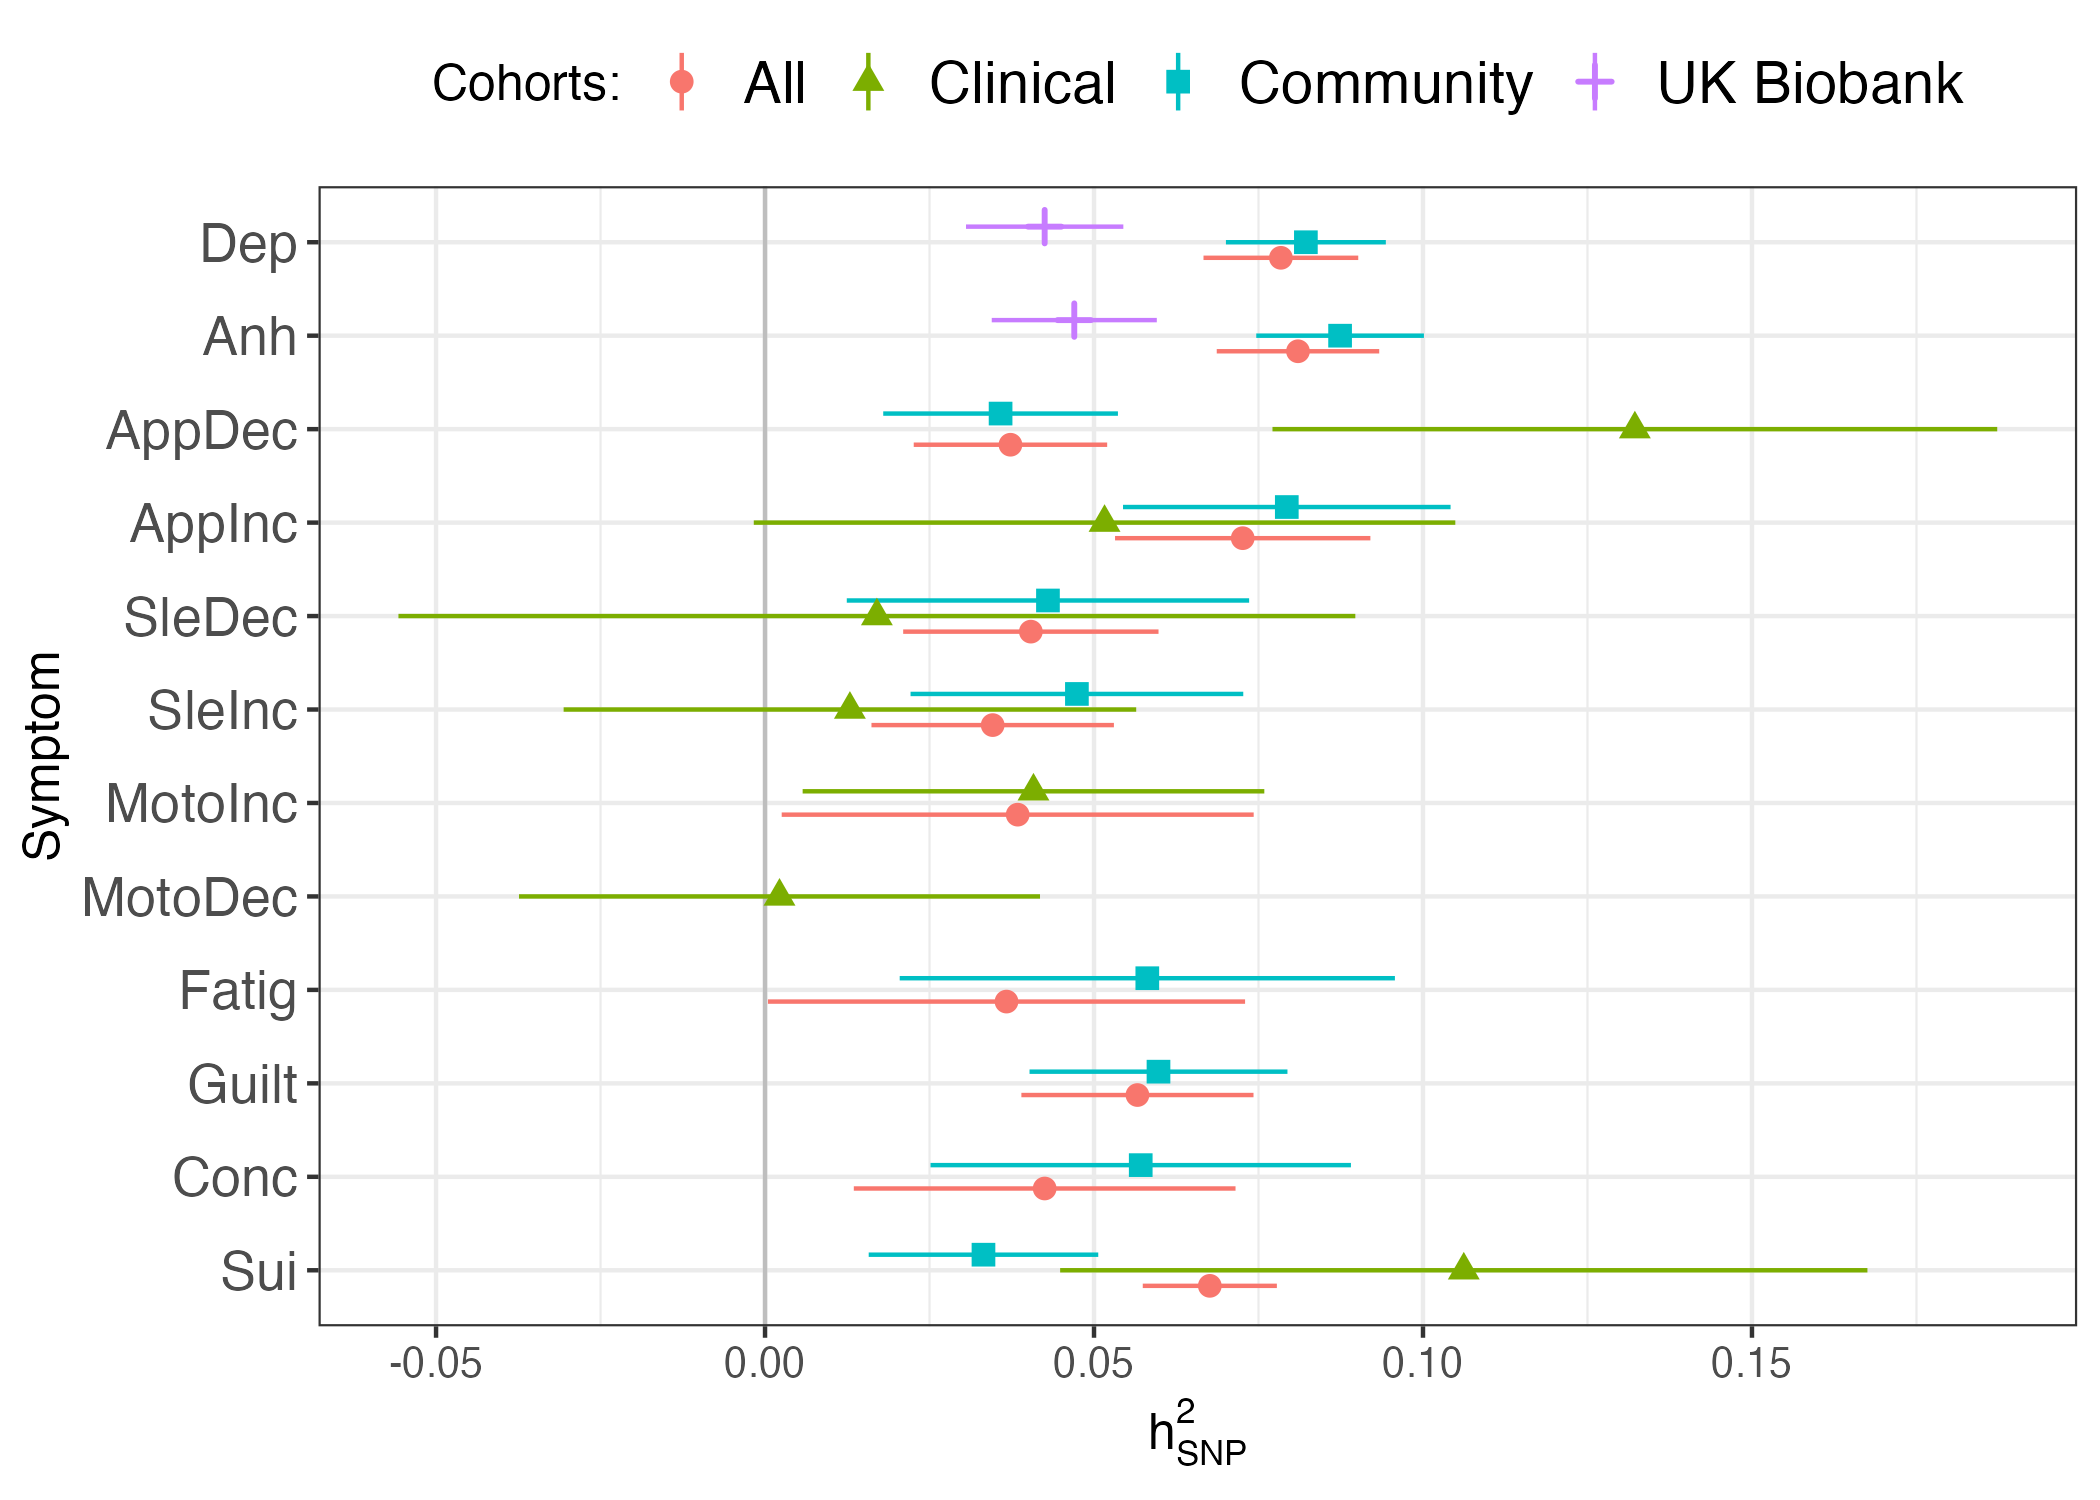 Cohorts: All Clinical Community UK Biobank
Dep
Anh
AppDec
AppInc
SleDec
SleInc
MotoInc
MotoDec
Fatig
Guilt
Conc
Sui
Symptom
-0.05 0.00 0.05 0.10 0.15
h²SNP